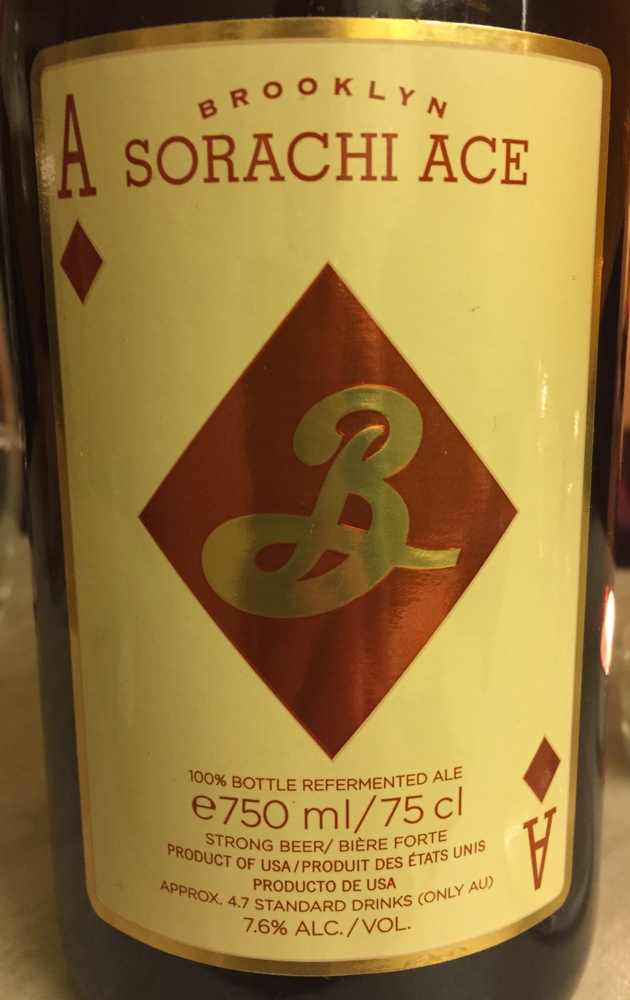 BROOKLYN
A SORACHI ACE
B
100% BOTTLE REFERMENTED ALE
e750 ml/75 cl
STRONG BEER/ BIÈRE FORTE
PRODUCT OF USA/PRODUIT DES ÉTATS UNIS
PRODUCTO DE USA
APPROX. 4.7 STANDARD DRINKS (ONLY AU)
7.6% ALC./VOL.
A